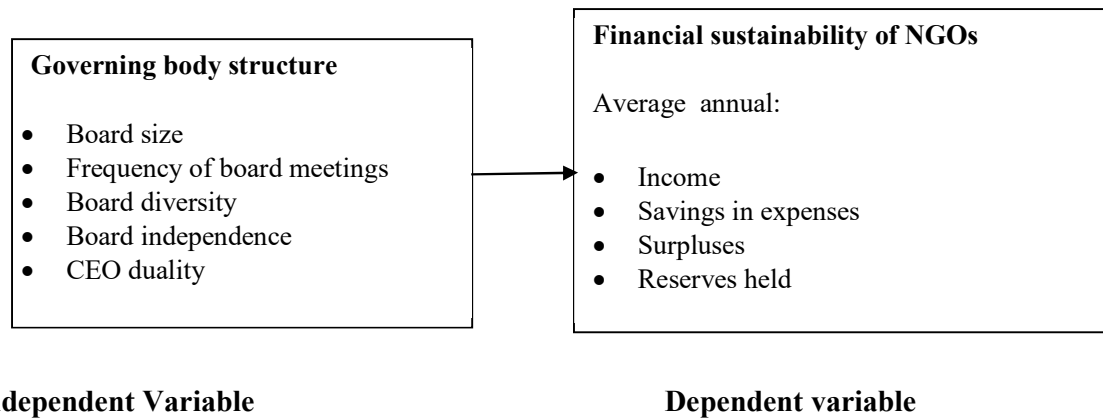 Governing body structure
• Board size
• Frequency of board meetings
• Board diversity
• Board independence
• CEO duality
Financial sustainability of NGOs
Average annual:
• Income
• Savings in expenses
• Surpluses
• Reserves held
dependent Variable
Dependent variable